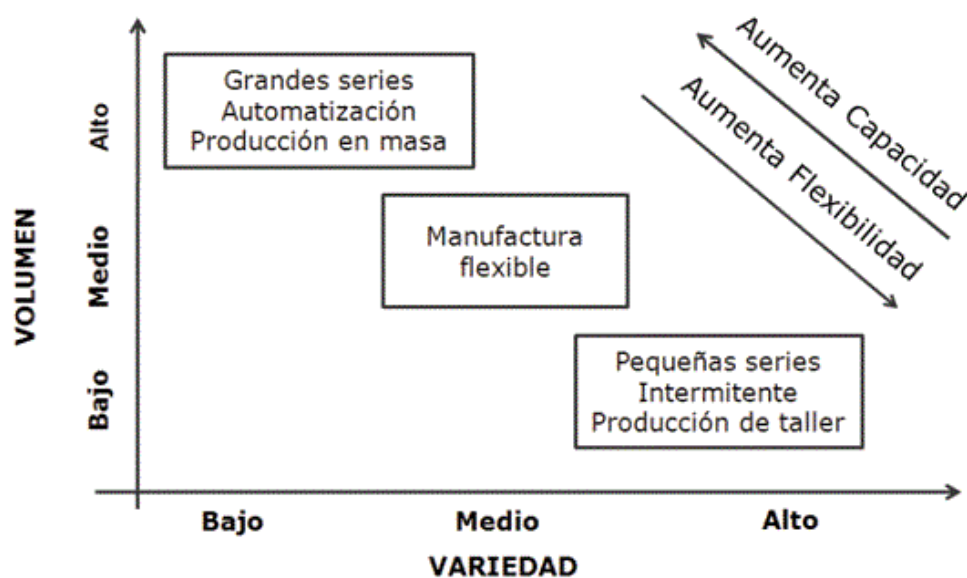 Grandes series
Automatización
Producción en masa
Manufactura
flexible
Pequeñas series
Intermitente
Producción de taller
Aumenta Capacidad
Aumenta Flexibilidad
VOLUMEN
Alto
Medio
Bajo
Bajo
Medio
Alto
VARIEDAD